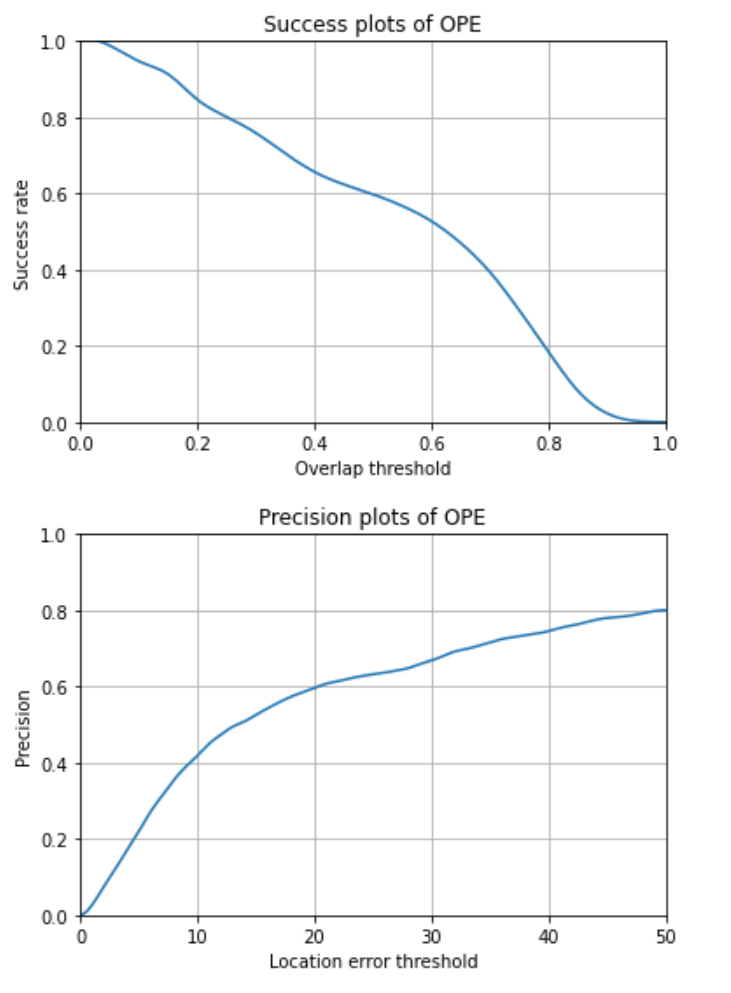 Success plots of OPE
1.0
0.8
0.6
0.4
0.2
0.0
Success rate
0.0 0.2 0.4 0.6 0.8 1.0
Overlap threshold
Precision plots of OPE
1.0
0.8
0.6
0.4
0.2
0.0
Precision
0 10 20 30 40 50
Location error threshold